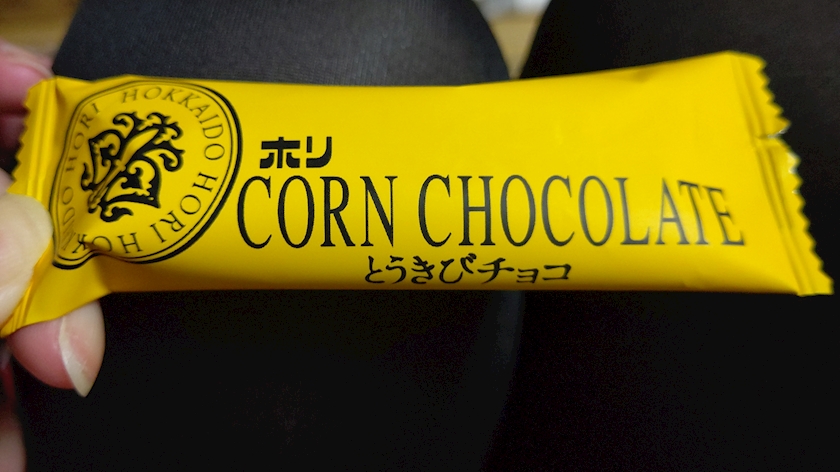 HORI HOKKAIDO HORI HOKKAIDO
ホリ
CORN CHOCOLATE
とうきびチョコ